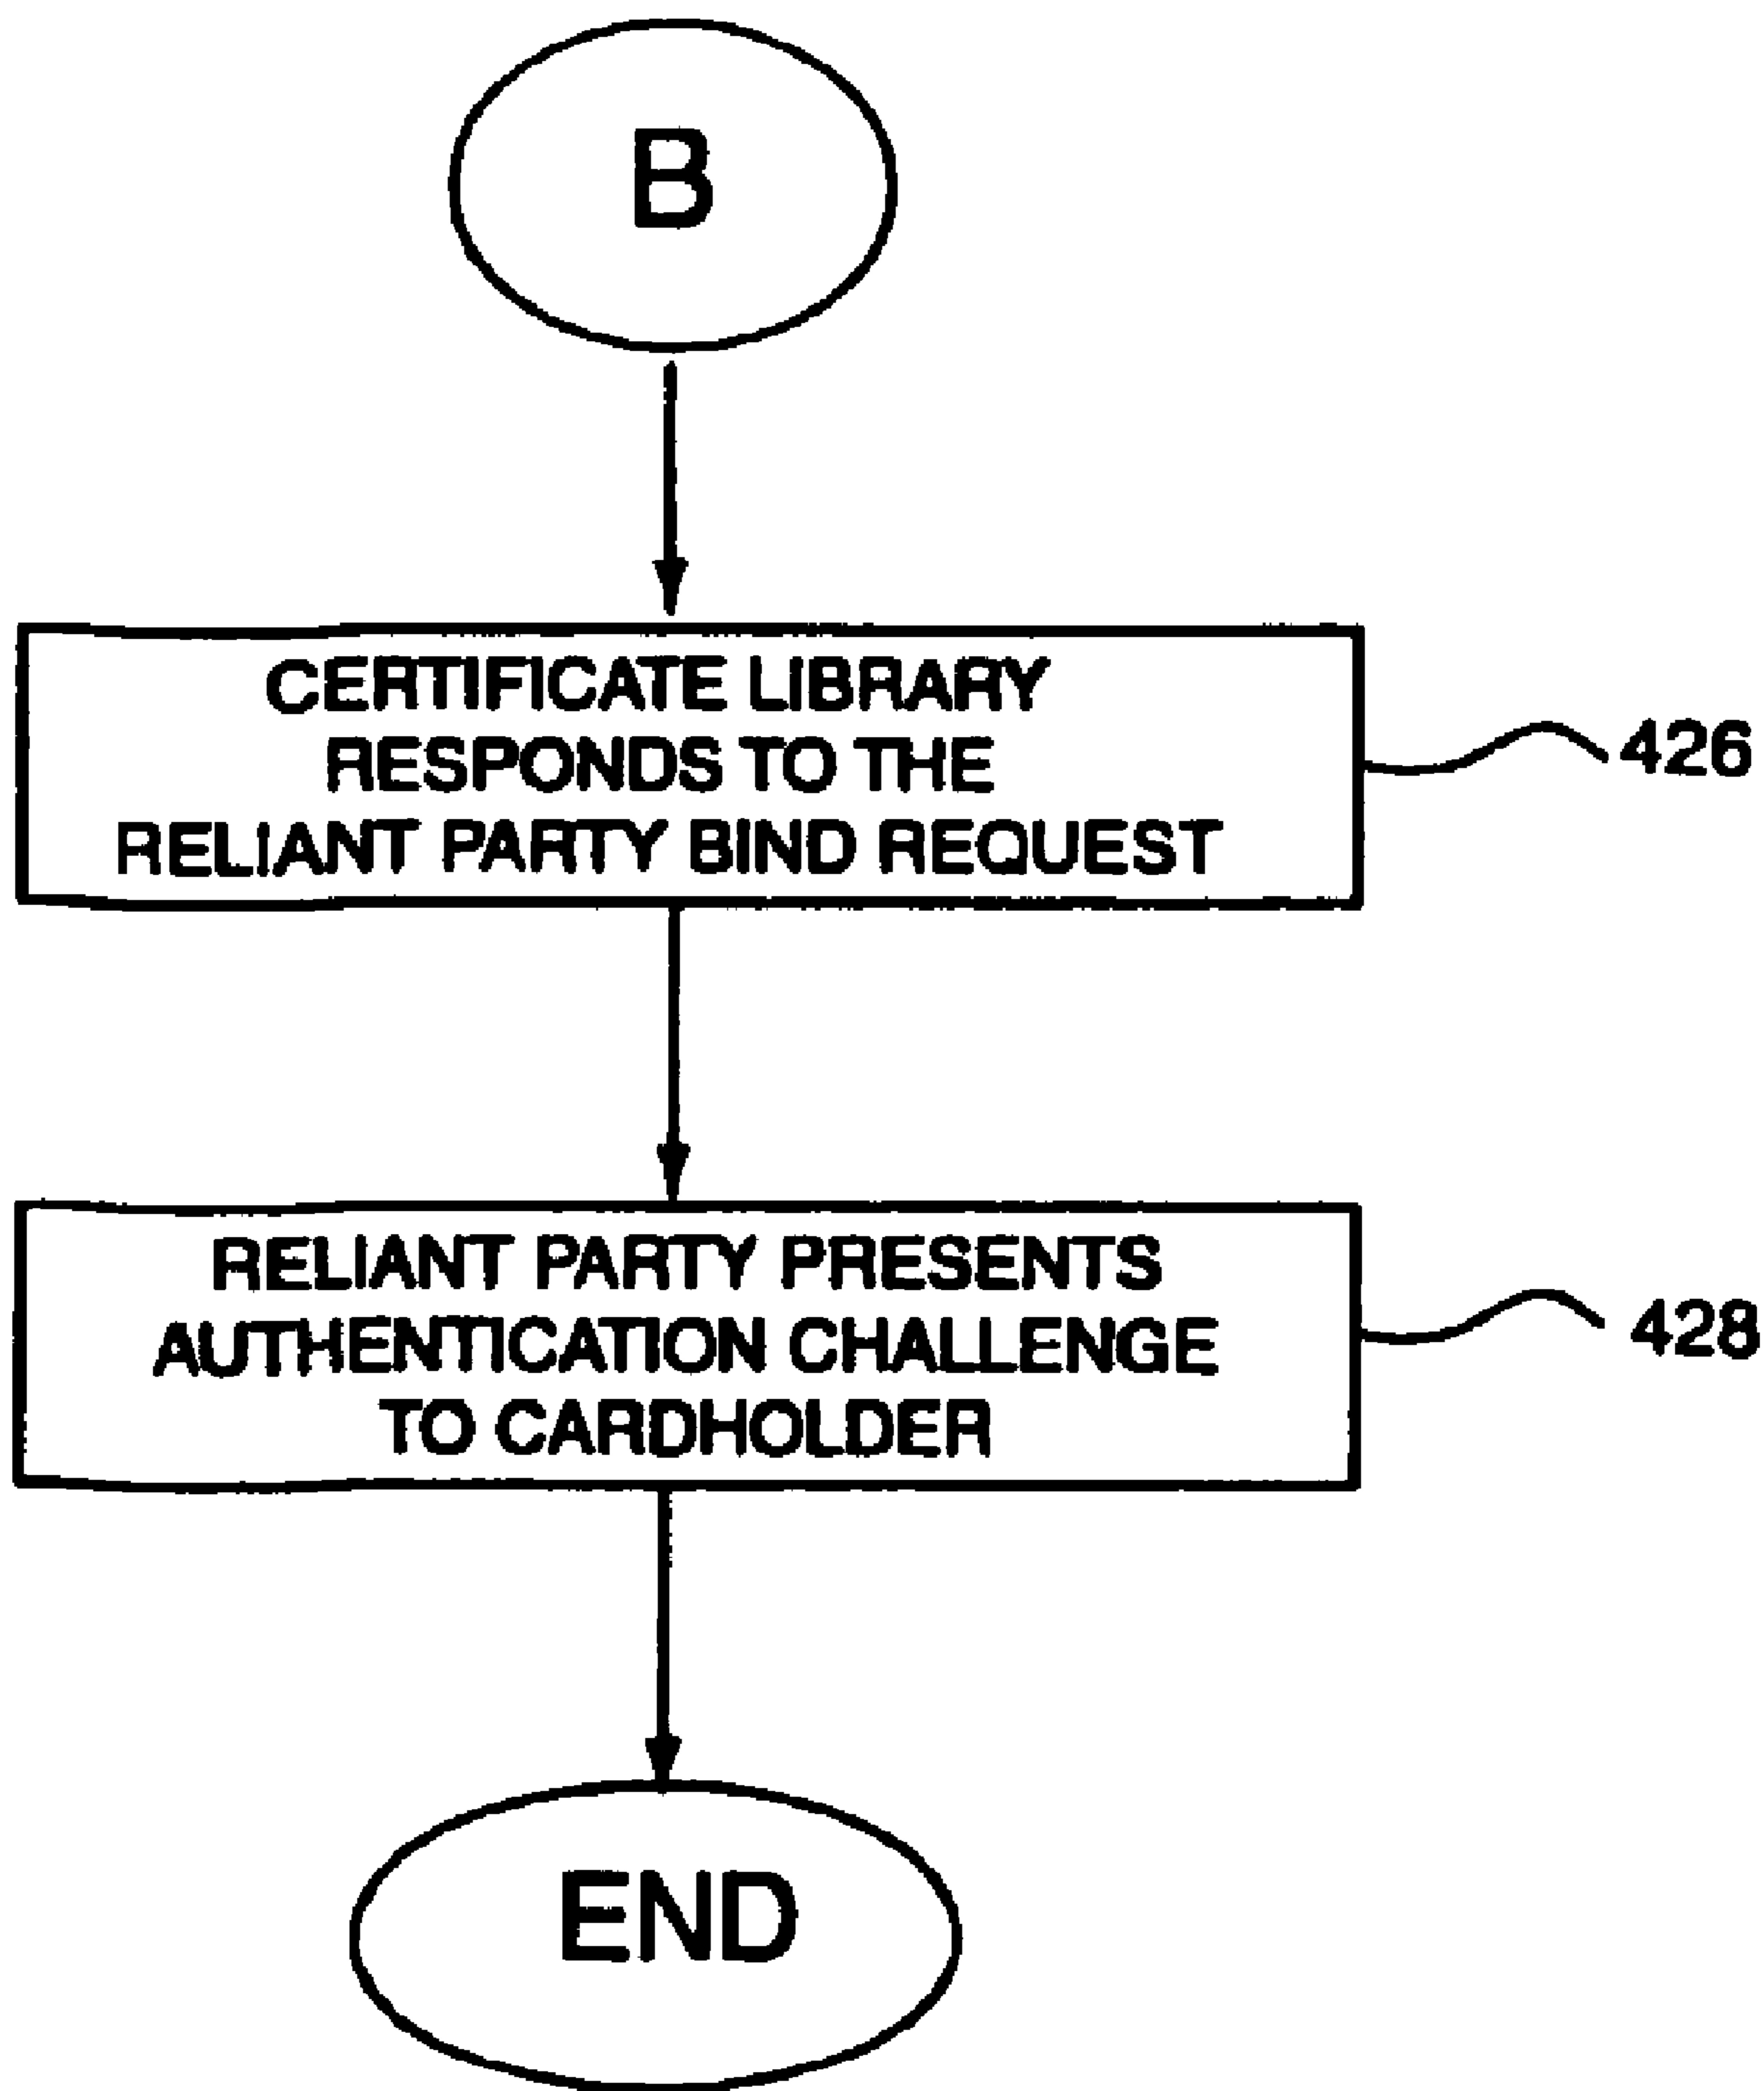 B
CERTIFICATE LIBRARY
RESPONDS TO THE
RELIANT PARTY BIND REQUEST
426
RELIANT PARTY PRESENTS
AUTHENTICATION CHALLENGE
TO CARDHOLDER
428
END